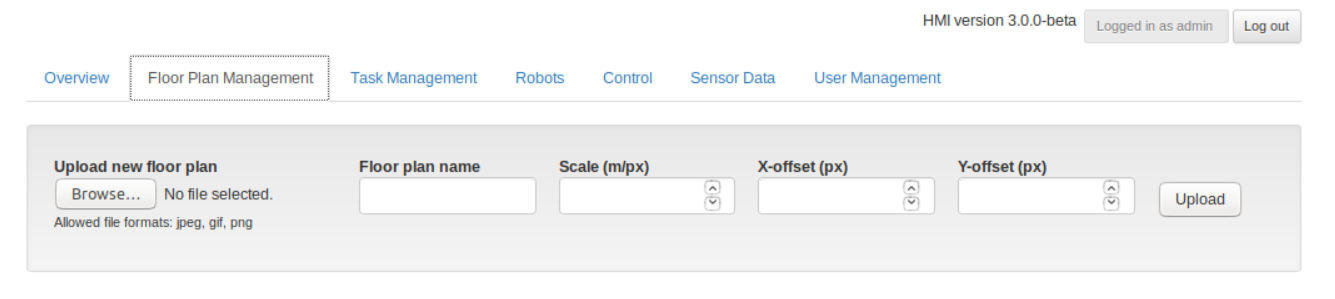 HMI version 3.0.0-beta Logged in as admin Log out
Overview Floor Plan Management Task Management Robots Control Sensor Data User Management
Upload new floor plan Floor plan name Scale (m/px) X-offset (px) Y-offset (px)
Browse... No file selected. Upload
Allowed file formats: jpeg, gif, png